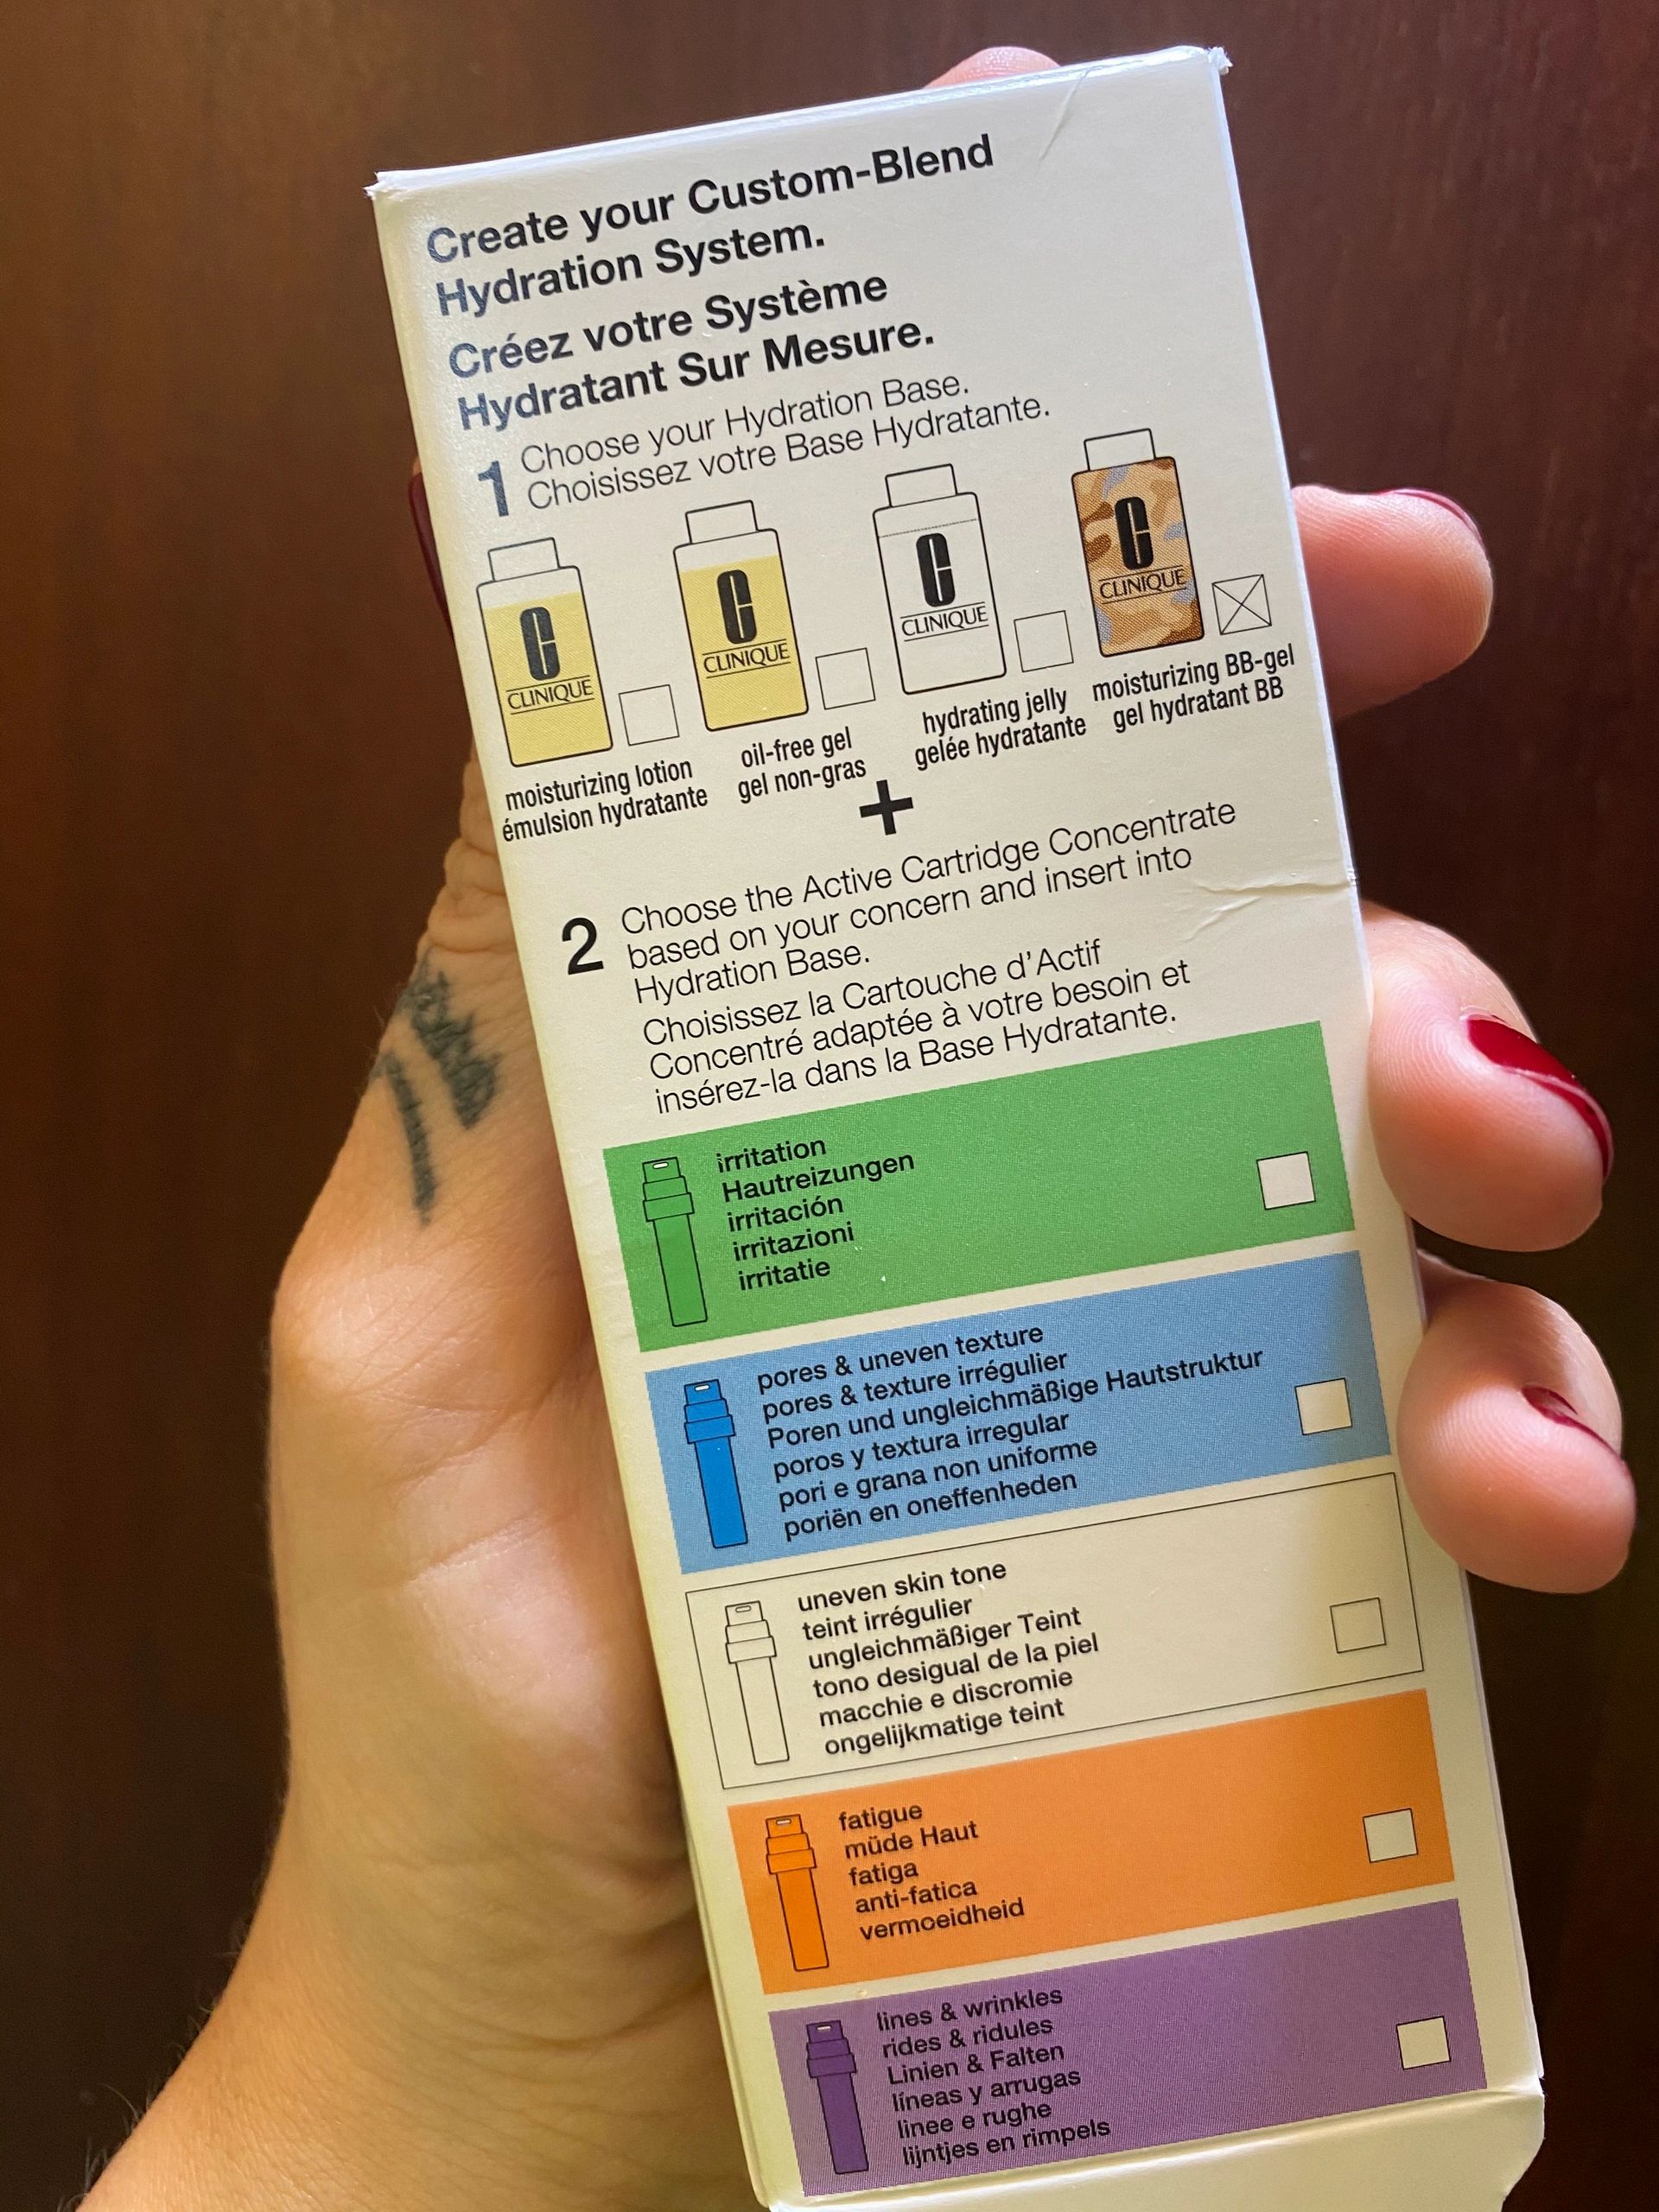 Create your Custom-Blend
Hydration System.
Créez votre Système
Hydratant Sur Mesure.
1 Choose your Hydration Base.
Choisissez votre Base Hydratante.
C
CLINIQUE
moisturizing lotion
émulsion hydratante
C
CLINIQUE
oil-free gel
gel non-gras
C
CLINIQUE
hydrating jelly
gelée hydratante
C
CLINIQUE
moisturizing BB-gel
gel hydratant BB
+
2 Choose the Active Cartridge Concentrate
based on your concern and insert into
Hydration Base.
Choisissez la Cartouche d'Actif
Concentré adaptée à votre besoin et
insérez-la dans la Base Hydratante.
irritation
Hautreizungen
irritación
irritazioni
irritatie
pores & uneven texture
pores & texture irrégulier
Poren und ungleichmäßige Hautstruktur
poros y textura irregular
pori e grana non uniforme
poriën en oneffenheden
uneven skin tone
teint irrégulier
ungleichmäßiger Teint
tono desigual de la piel
macchie e discromie
ongelijkmatige teint
fatigue
müde Haut
fatiga
anti-fatica
vermoeidheid
lines & wrinkles
rides & ridules
Linien & Falten
líneas y arrugas
linee e rughe
lijntjes en rimpels